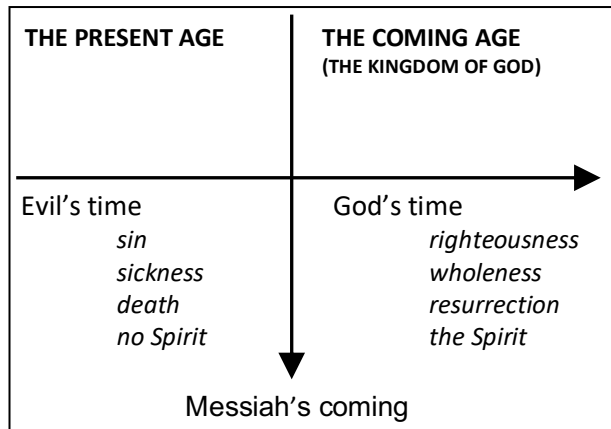 THE PRESENT AGE
THE COMING AGE
(THE KINGDOM OF GOD)
Evil’s time
sin
sickness
death
no Spirit
God’s time
righteousness
wholeness
resurrection
the Spirit
Messiah’s coming